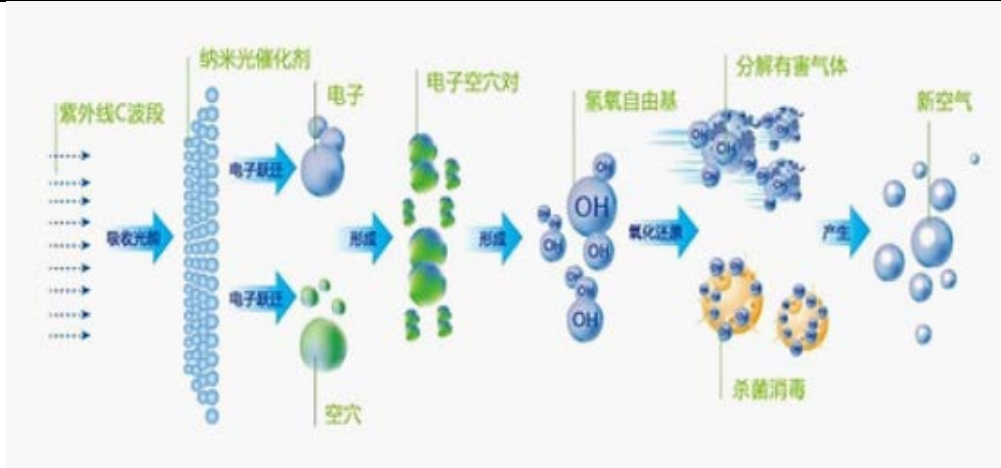 紫外线C波段
吸收光能
纳米光催化剂
电子跃迁
电子跃迁
电子
空穴
形成
电子空穴对
形成
氢氧自由基
OH
OH
OH
OH
OH
OH
OH
氧化还原
分解有害气体
OH
OH
OH
OH
杀菌消毒
产生
新空气